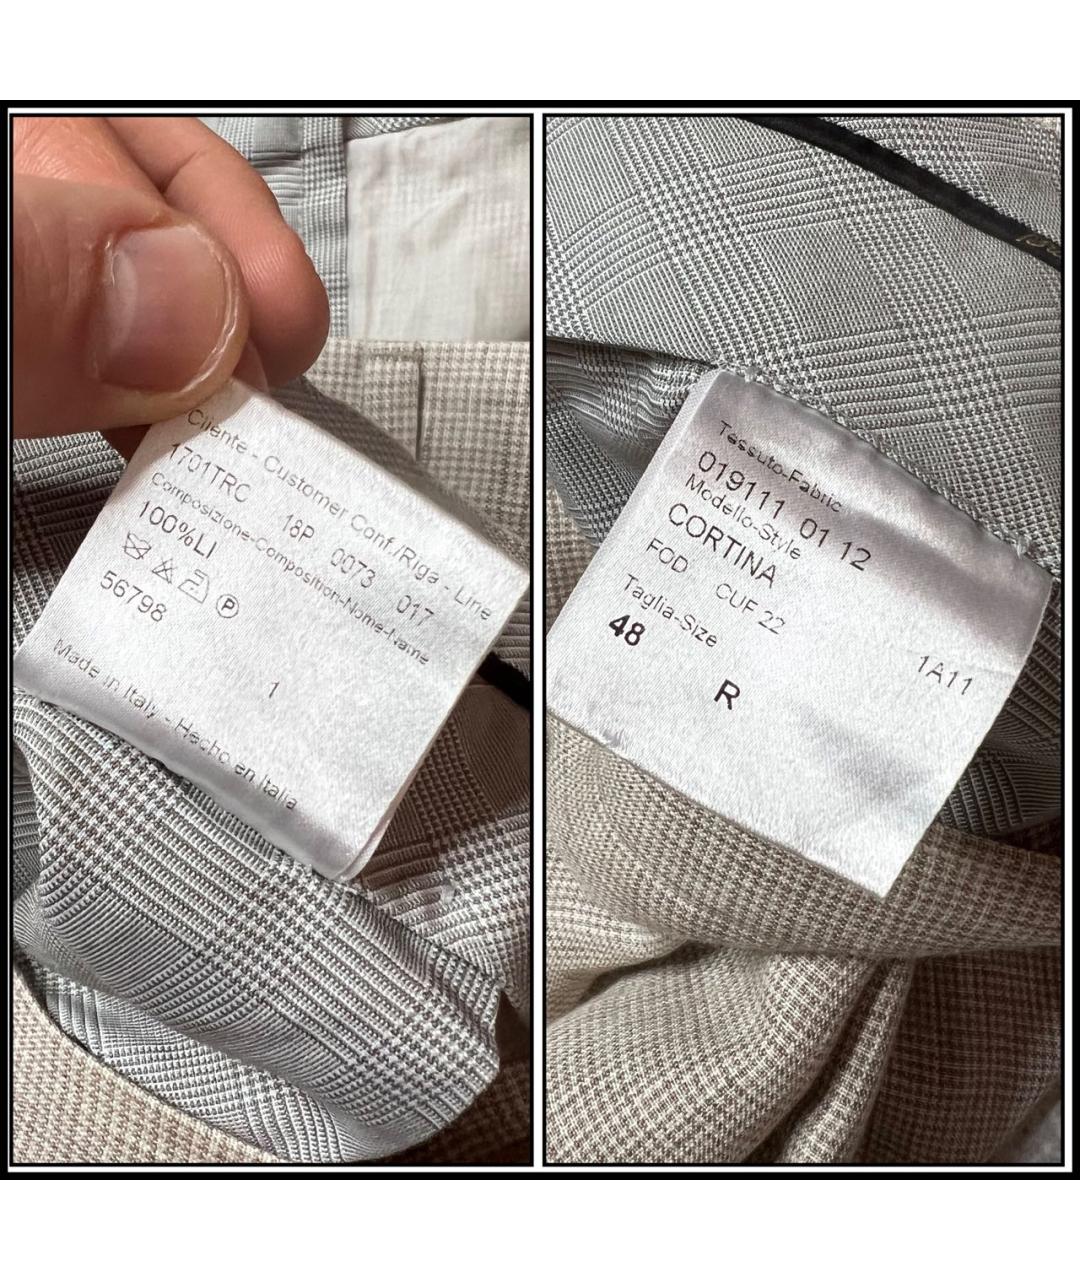 Cliente - Customer Conf./Riga - Line
1701TRC 18P 0073 017
Composizione-Composition-Nome-Name
100%LI
P
56798
1
Made in Italy - Hecho en Italia
Tessuto-Fabric
019111 01 12
Modello-Style
CORTINA
FOD CUF 22
Taglia-Size
48
1A11
R